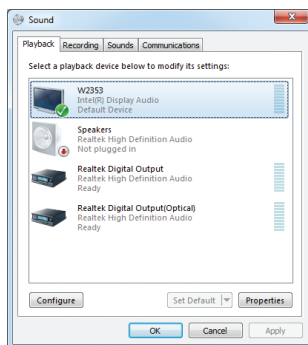 Sound
Playback Recording Sounds Communications
Select a playback device below to modify its settings:
W2353
Intel(R) Display Audio
Default Device
Speakers
Realtek High Definition Audio
Not plugged in
Realtek Digital Output
Realtek High Definition Audio
Ready
Realtek Digital Output(Optical)
Realtek High Definition Audio
Ready
Configure Set Default Properties
OK Cancel Apply